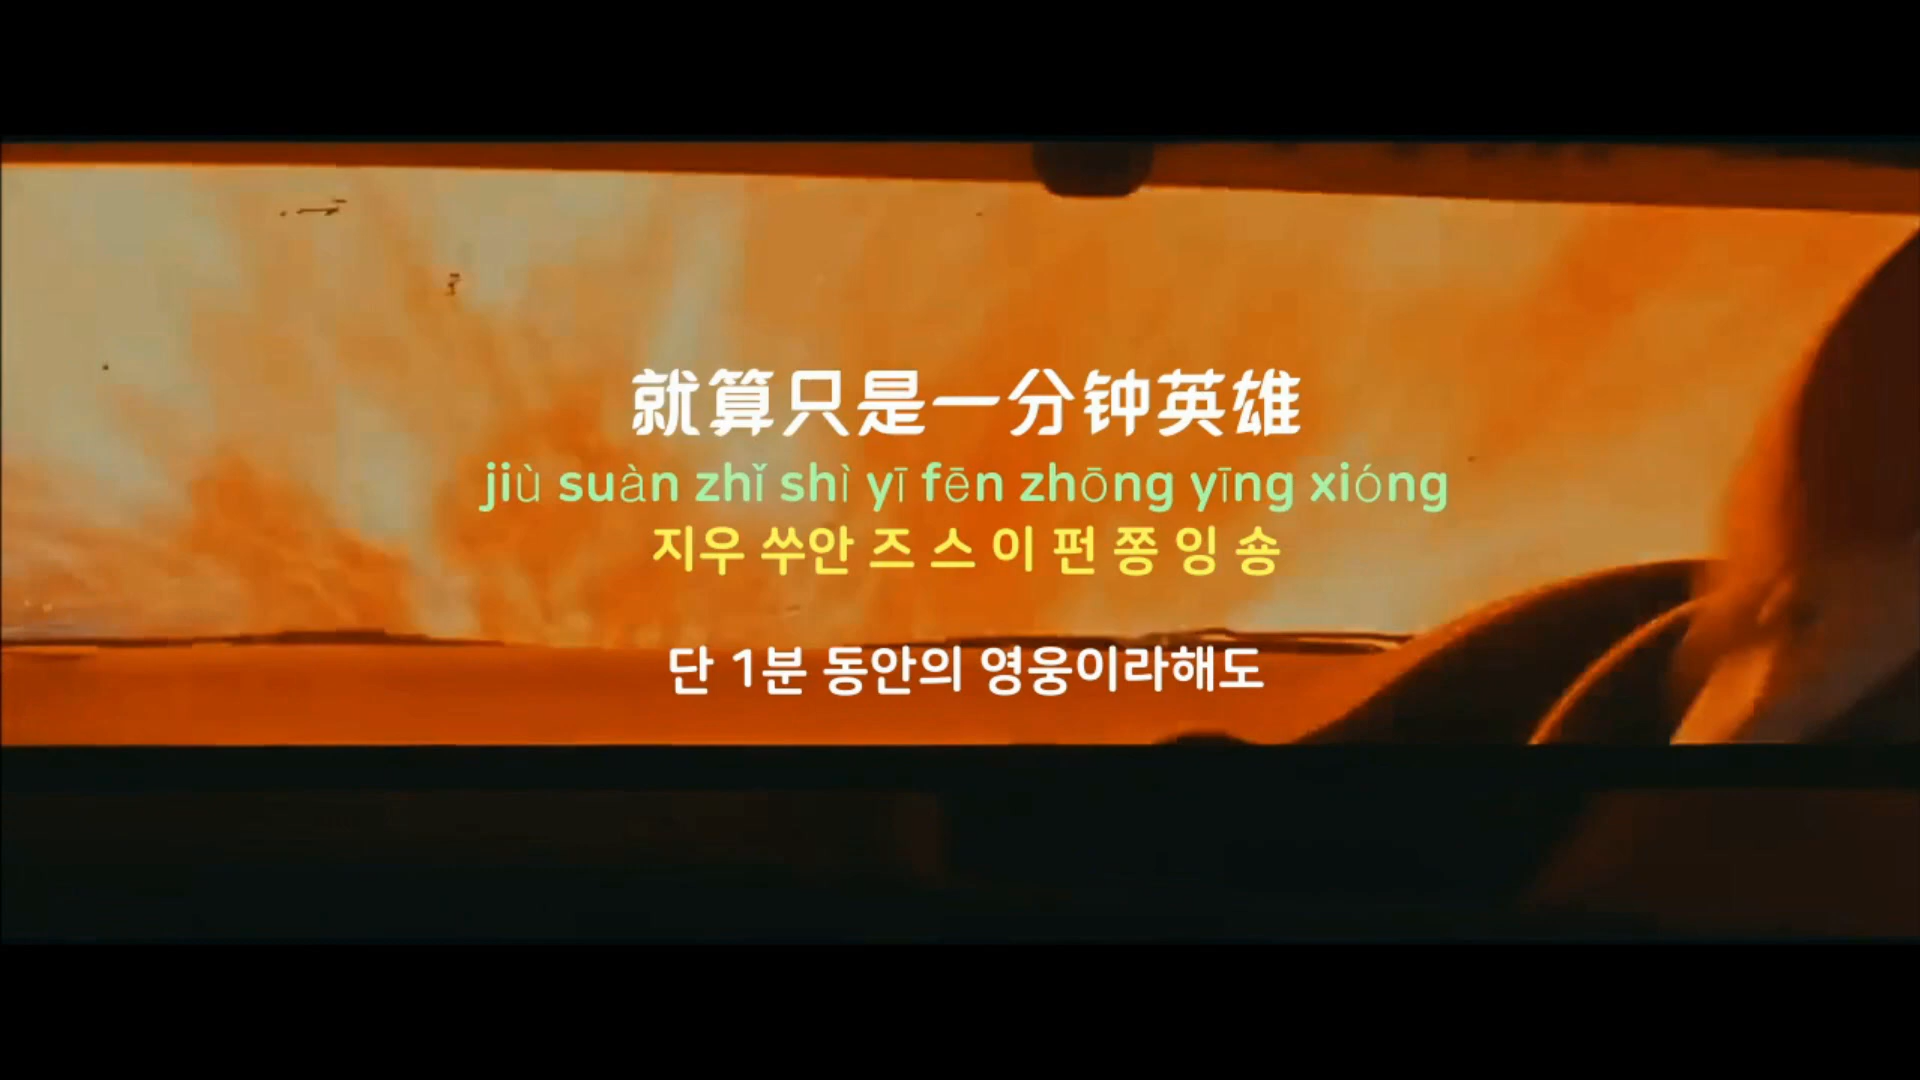 就算只是一分钟英雄
jiù suàn zhǐ shì yī fēn zhōng yīng xióng
지우 쑤안 즈 스 이 펀 쫑 잉 숑
단 1분 동안의 영웅이라해도